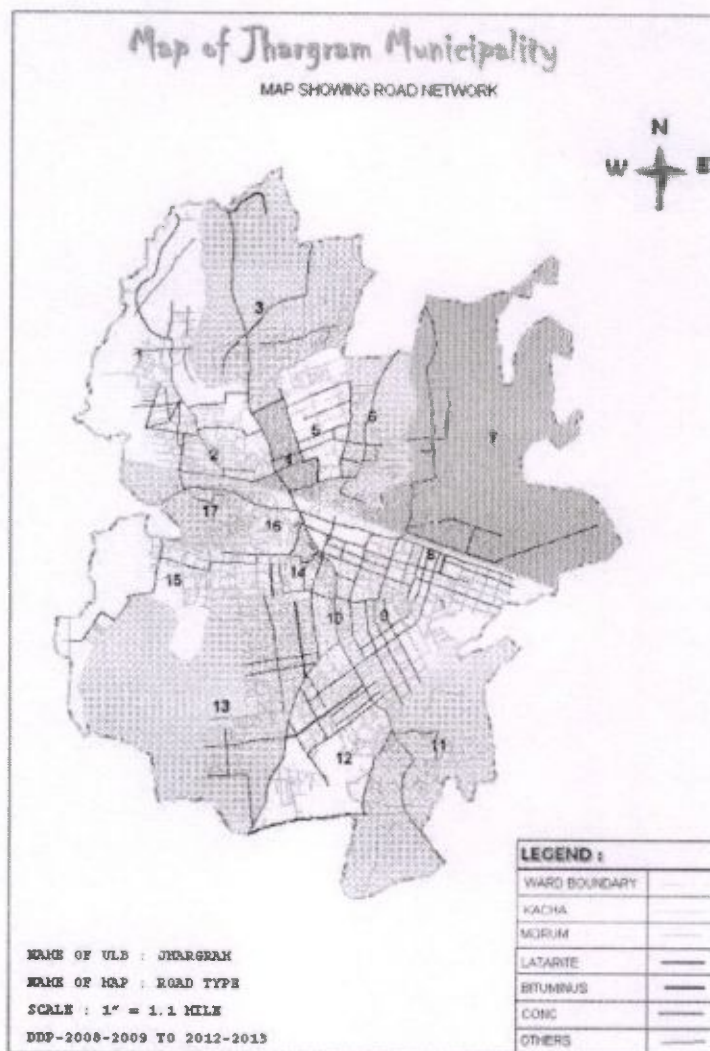 Map of Jhargram Municipality
MAP SHOWING ROAD NETWORK
N
W E
3
1
5
6
7
2
4
17
16
8
14
15
10
9
13
11
12
LEGEND :
WARD BOUNDARY
KACHA
MORUM
LATARITE
BITUMINUS
CONC
OTHERS
NAME OF ULB : JHARGRAM
NAME OF MAP : ROAD TYPE
SCALE : 1" = 1.1 MILE
DDP-2008-2009 TO 2012-2013